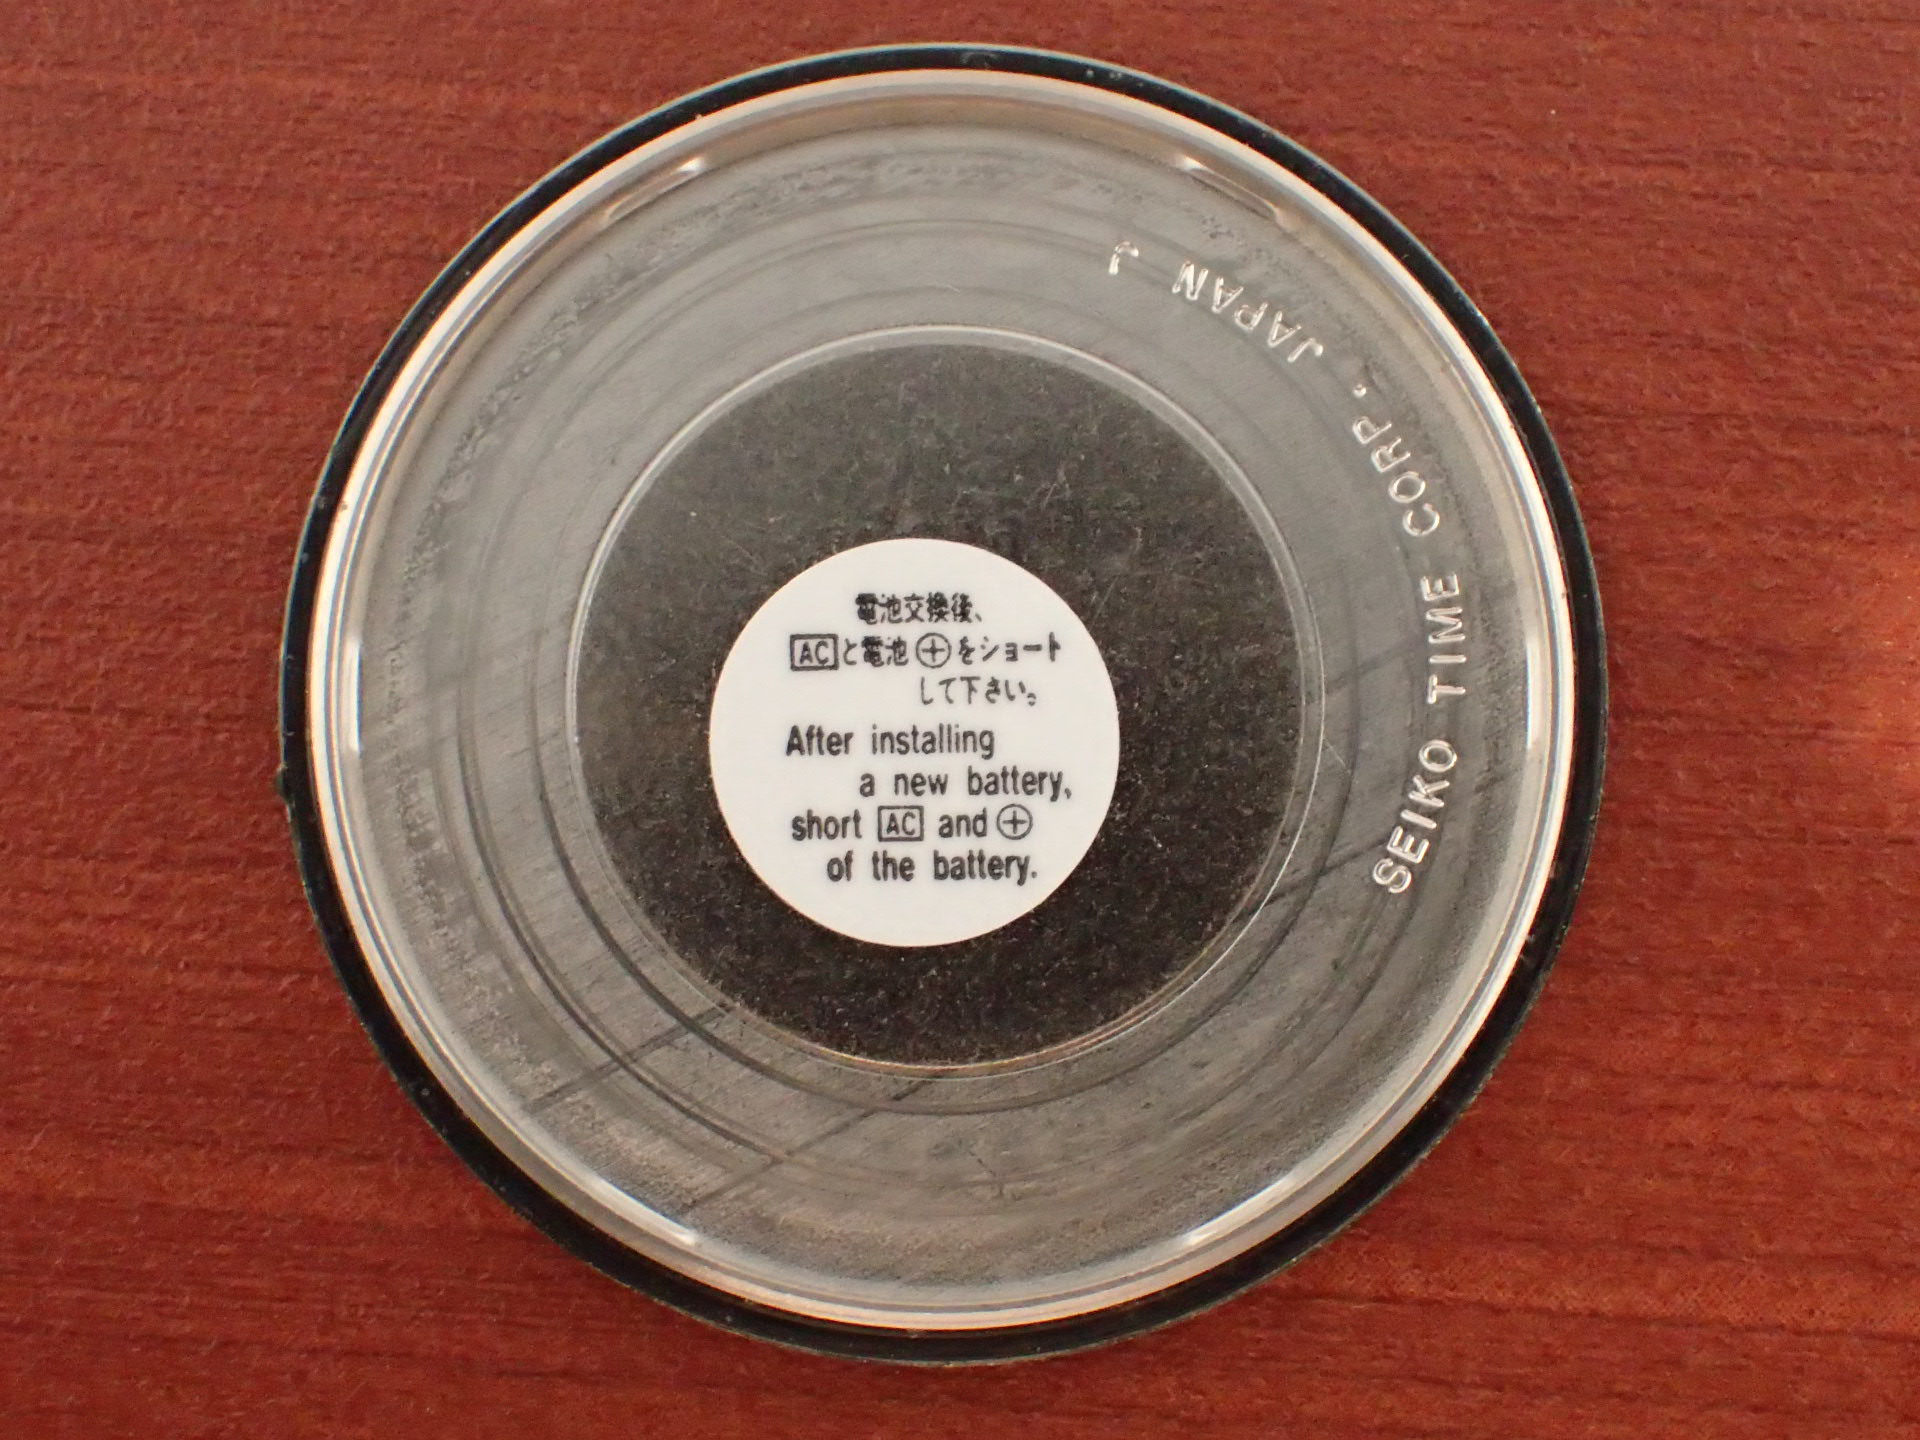 電池交換後、
ACと電池⊕をショート
して下さい。
After installing
a new battery,
short AC and ⊕
of the battery.
SEIKO TIME CORP. JAPAN J